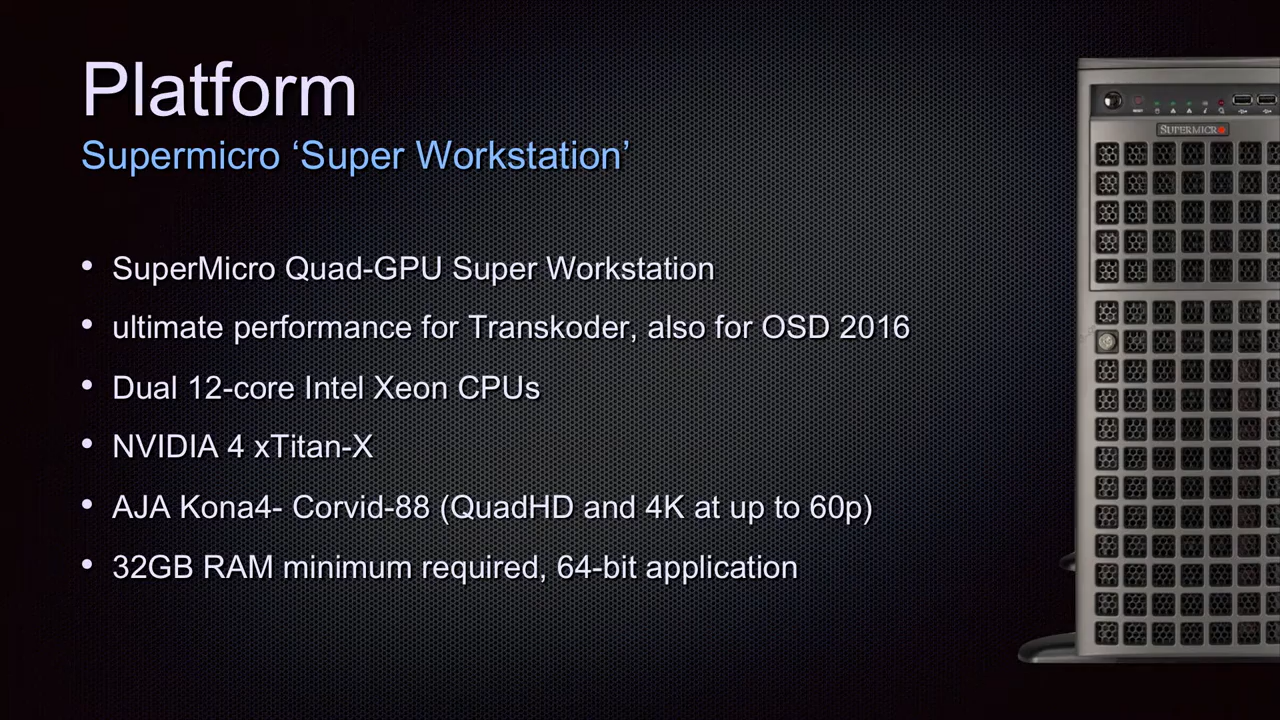 Platform
Supermicro ‘Super Workstation’
• SuperMicro Quad-GPU Super Workstation
• ultimate performance for Transkoder, also for OSD 2016
• Dual 12-core Intel Xeon CPUs
• NVIDIA 4 xTitan-X
• AJA Kona4- Corvid-88 (QuadHD and 4K at up to 60p)
• 32GB RAM minimum required, 64-bit application
SUPERMICRO